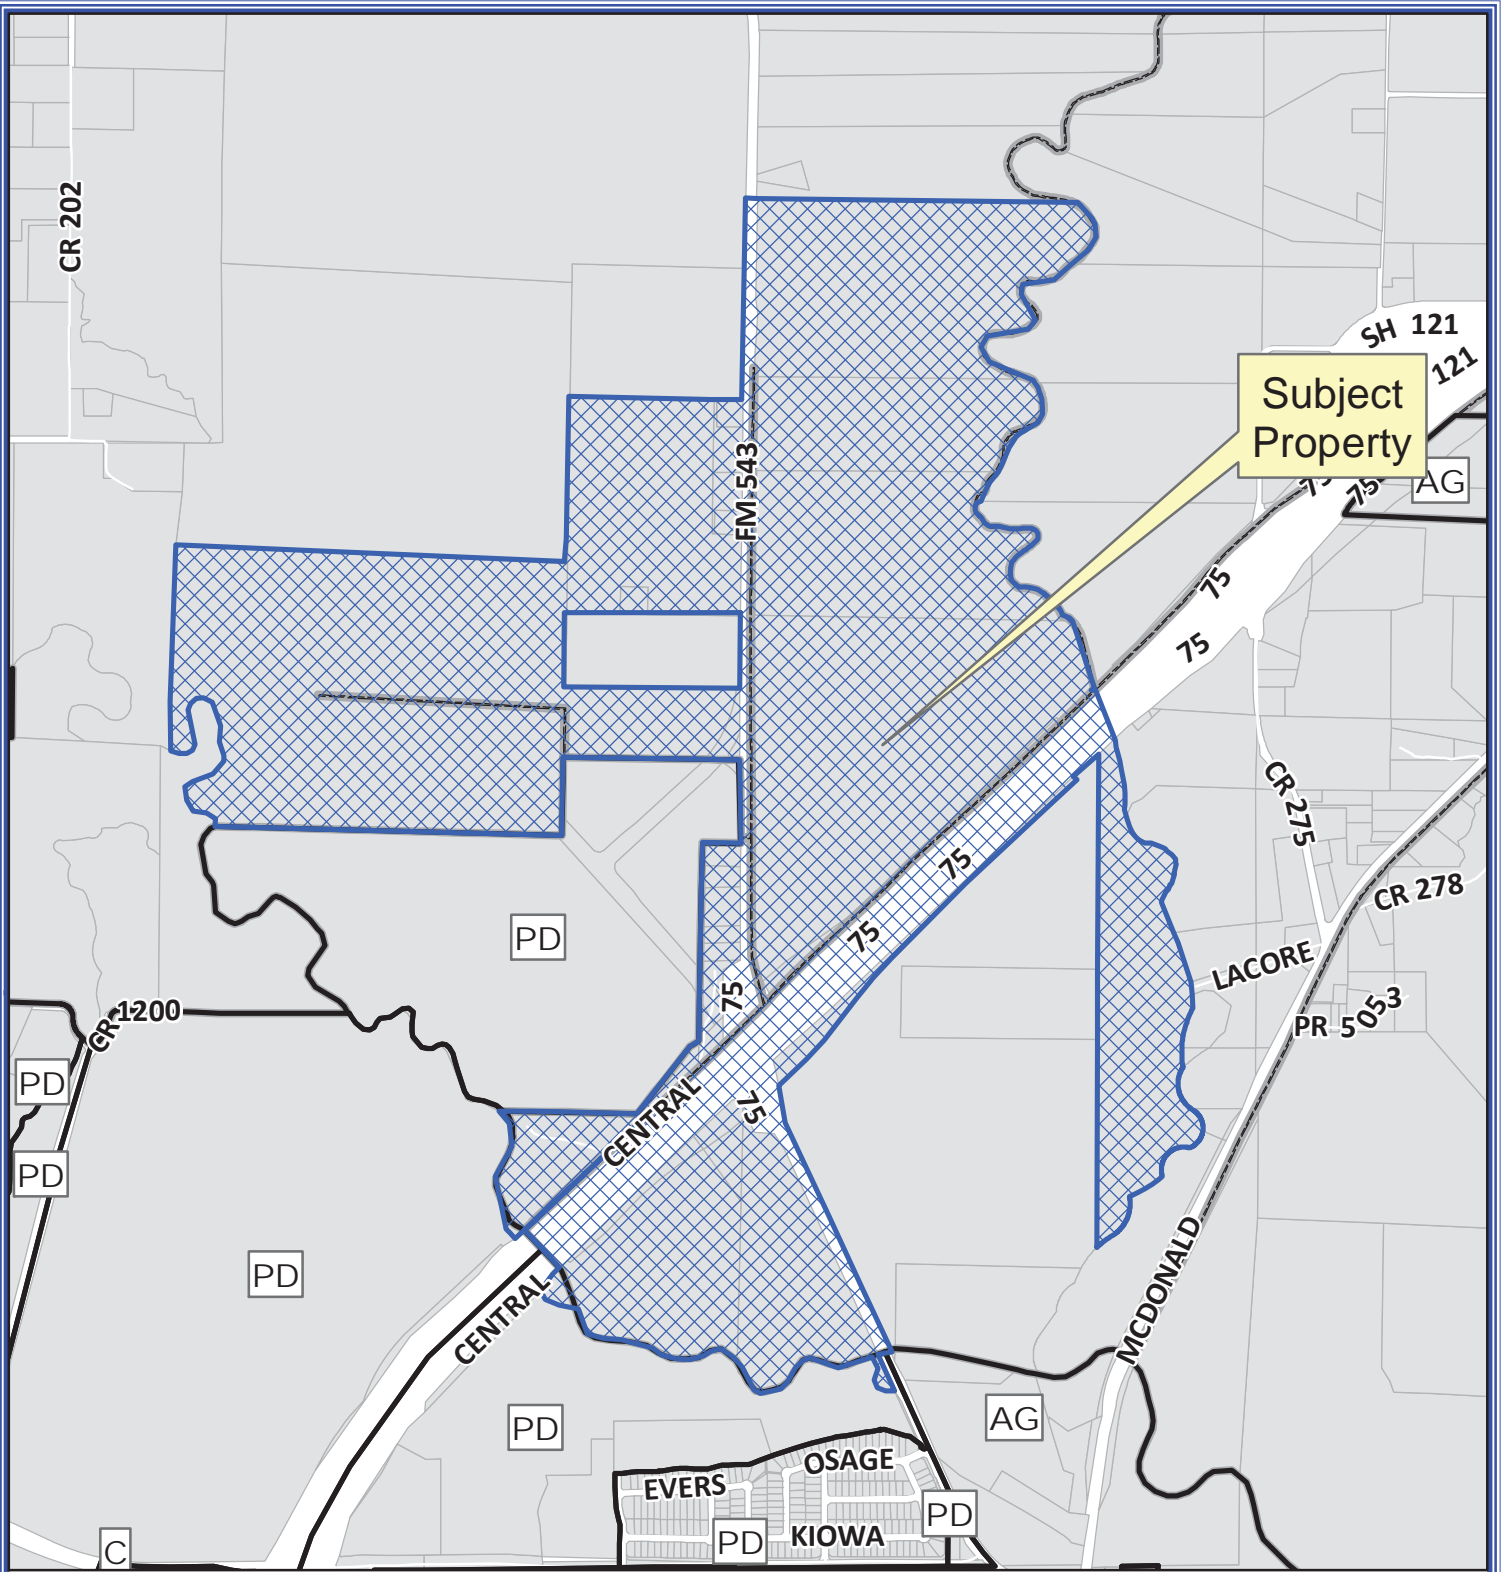 CR 202
SH 121
121
Subject
Property
75
75
AG
FM 543
75
75
CR 275
75
CR 278
75
PD
LACORE
75
CR 1200
PR 5053
PD
CENTRAL
75
PD
PD
MCDONALD
CENTRAL
AG
PD
OSAGE
EVERS
PD
KIOWA
PD
C